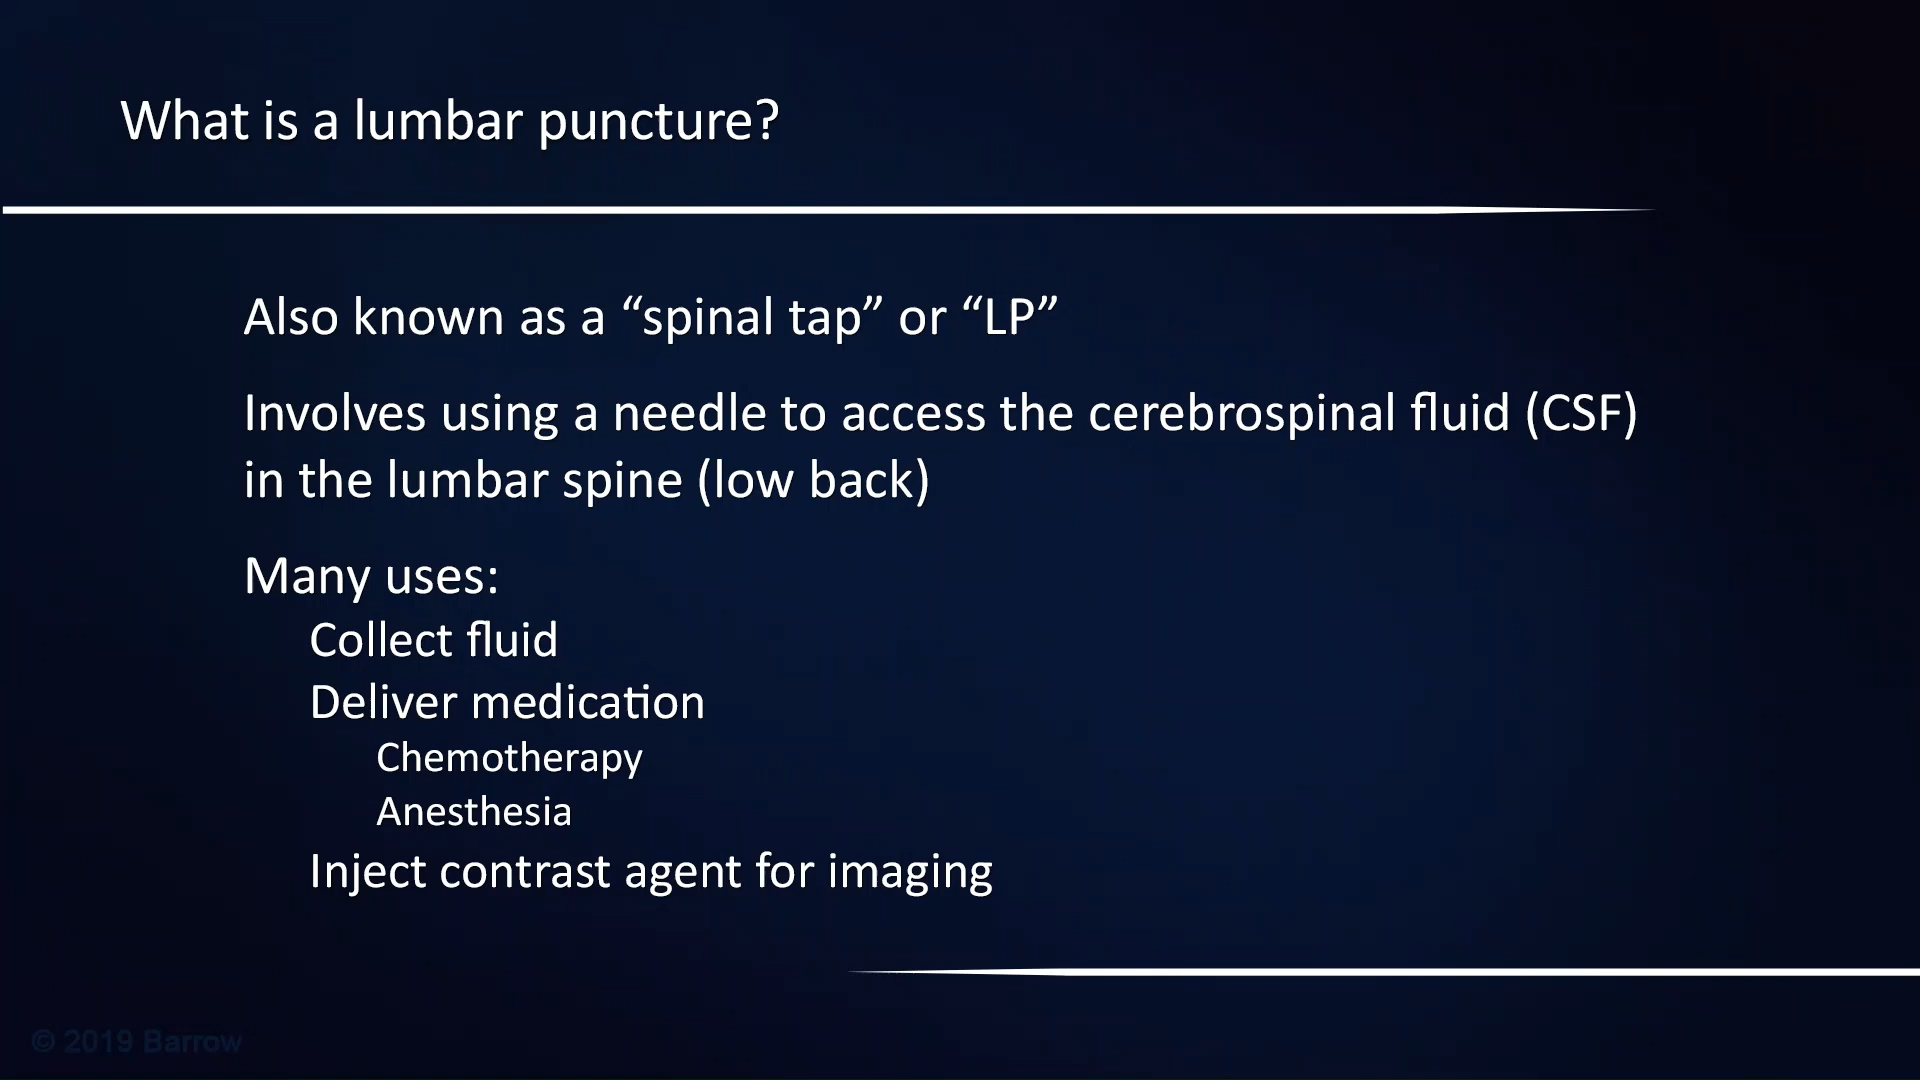 What is a lumbar puncture?
Also known as a “spinal tap” or “LP”
Involves using a needle to access the cerebrospinal fluid (CSF)
in the lumbar spine (low back)
Many uses:
Collect fluid
Deliver medication
Chemotherapy
Anesthesia
Inject contrast agent for imaging
© 2019 Barrow